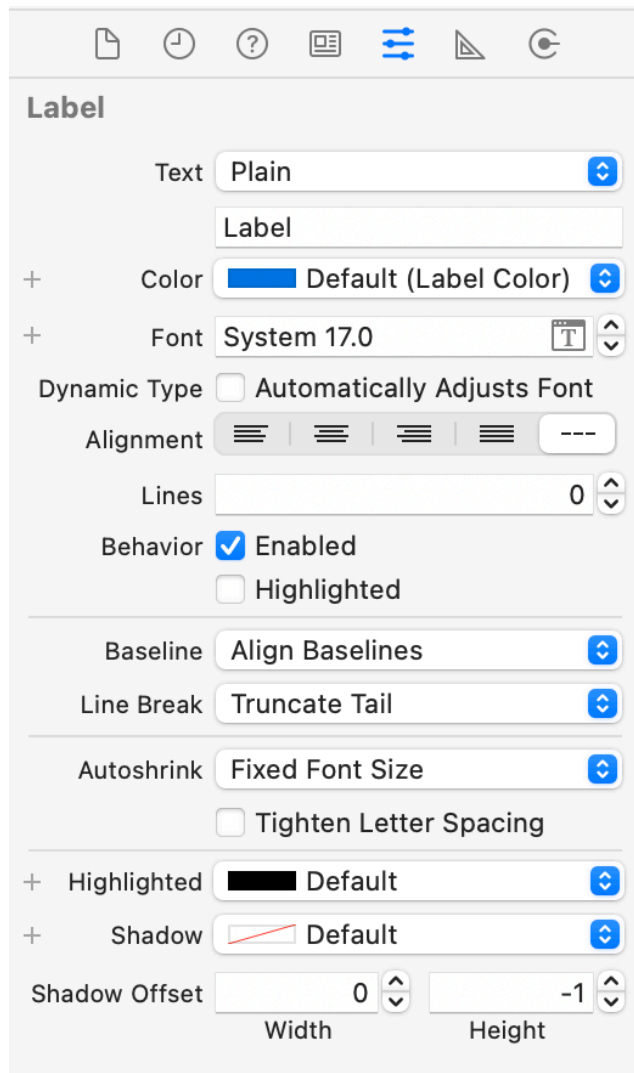 Label
Text Plain
Label
+ Color Default (Label Color)
+ Font System 17.0 T
Dynamic Type Automatically Adjusts Font
Alignment ---
Lines 0
Behavior Enabled
Highlighted
Baseline Align Baselines
Line Break Truncate Tail
Autoshrink Fixed Font Size
Tighten Letter Spacing
+ Highlighted Default
+ Shadow Default
Shadow Offset 0 -1
Width Height